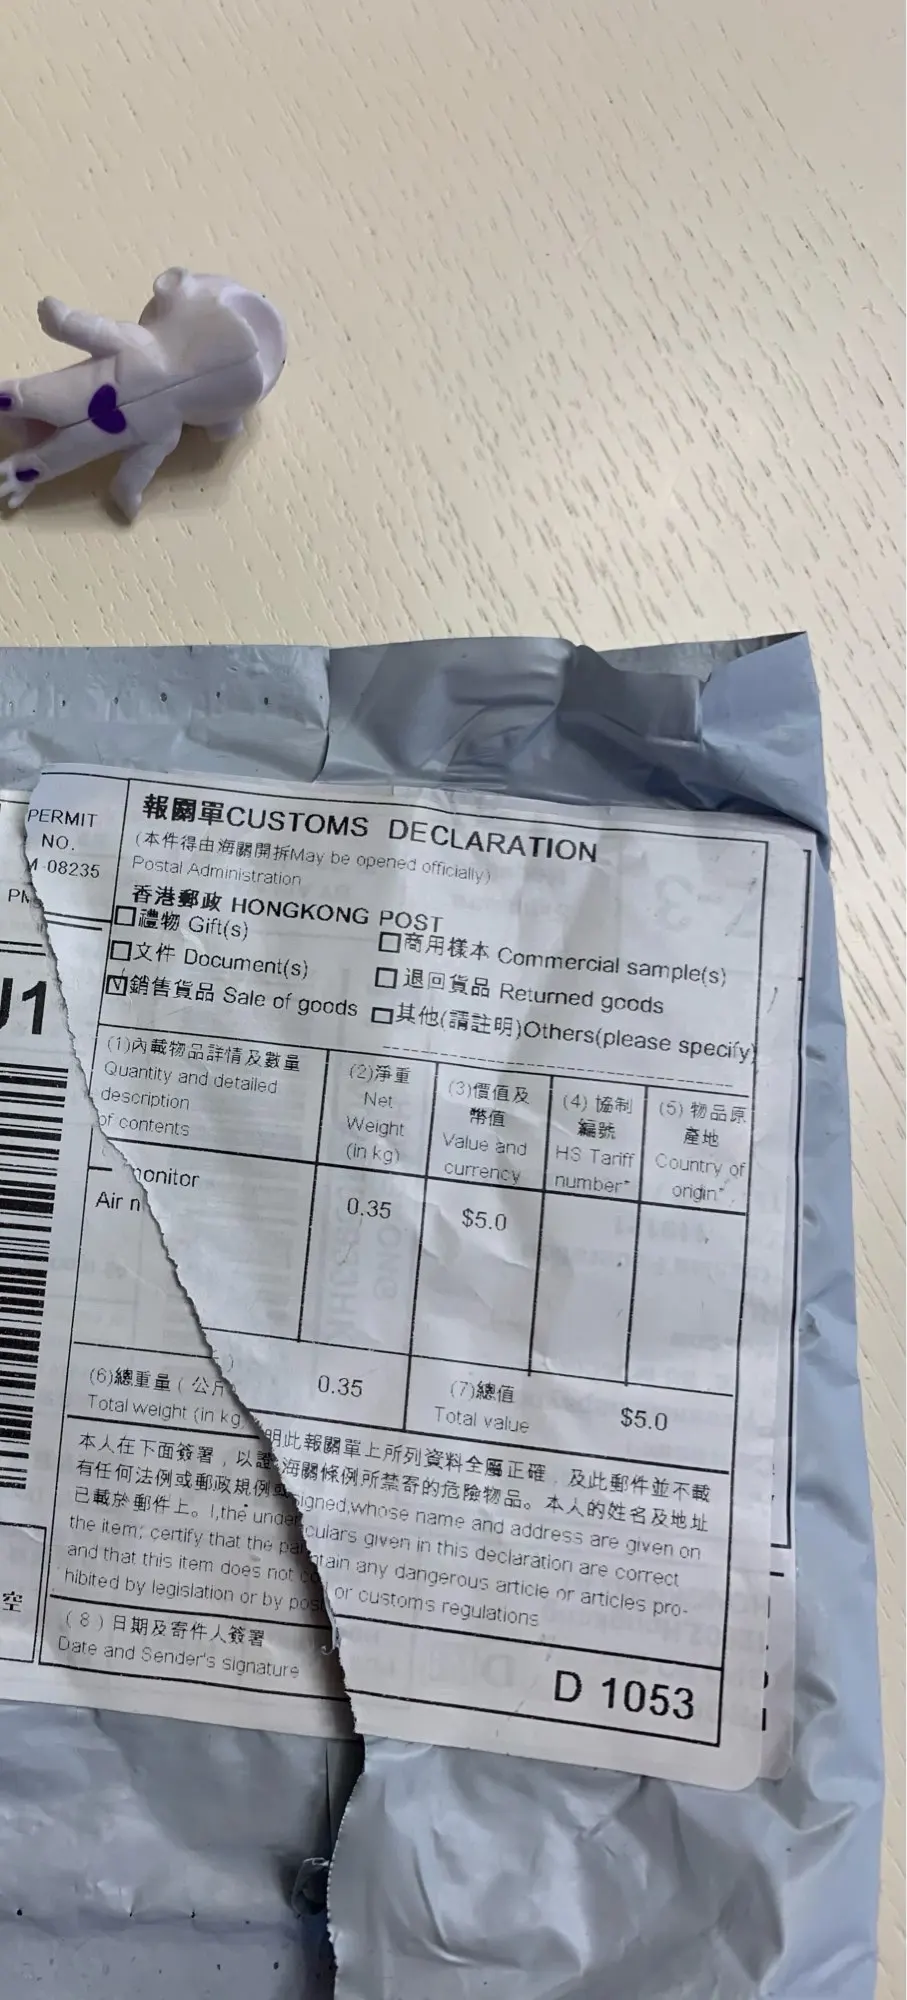 PERMIT
NO.
08235
J1
報關單CUSTOMS DECLARATION
(本件得由海關開拆May be opened officially)
Postal Administration
香港郵政 HONGKONG POST
禮物 Gift(s)
商用樣本 Commercial sample(s)
文件 Document(s)
退回貨品 Returned goods
銷售貨品 Sale of goods
其他(請註明)Others(please specify)
(1)內載物品詳情及數量
Quantity and detailed
description
of contents
(2)淨重
Net
Weight
(in kg)
(3)價值及
幣值
Value and
currency
(4) 協制
編號
HS Tariff
number*
(5) 物品原
產地
Country of
origin*
Air monitor
0.35
$5.0
(6)總重量 ( 公斤 )
Total weight (in kg)
0.35
(7)總值
Total value
$5.0
本人在下面簽署，以證明此報關單上所列資料全屬正確，及此郵件並不載
有任何法例或郵政規例或海關條例所禁寄的危險物品。本人的姓名及地址
已載於郵件上。I,the undersigned,whose name and address are given on
the item; certify that the particulars given in this declaration are correct
and that this item does not contain any dangerous article or articles pro-
hibited by legislation or by postal or customs regulations
(8) 日期及寄件人簽署
Date and Sender's signature
D 1053
空